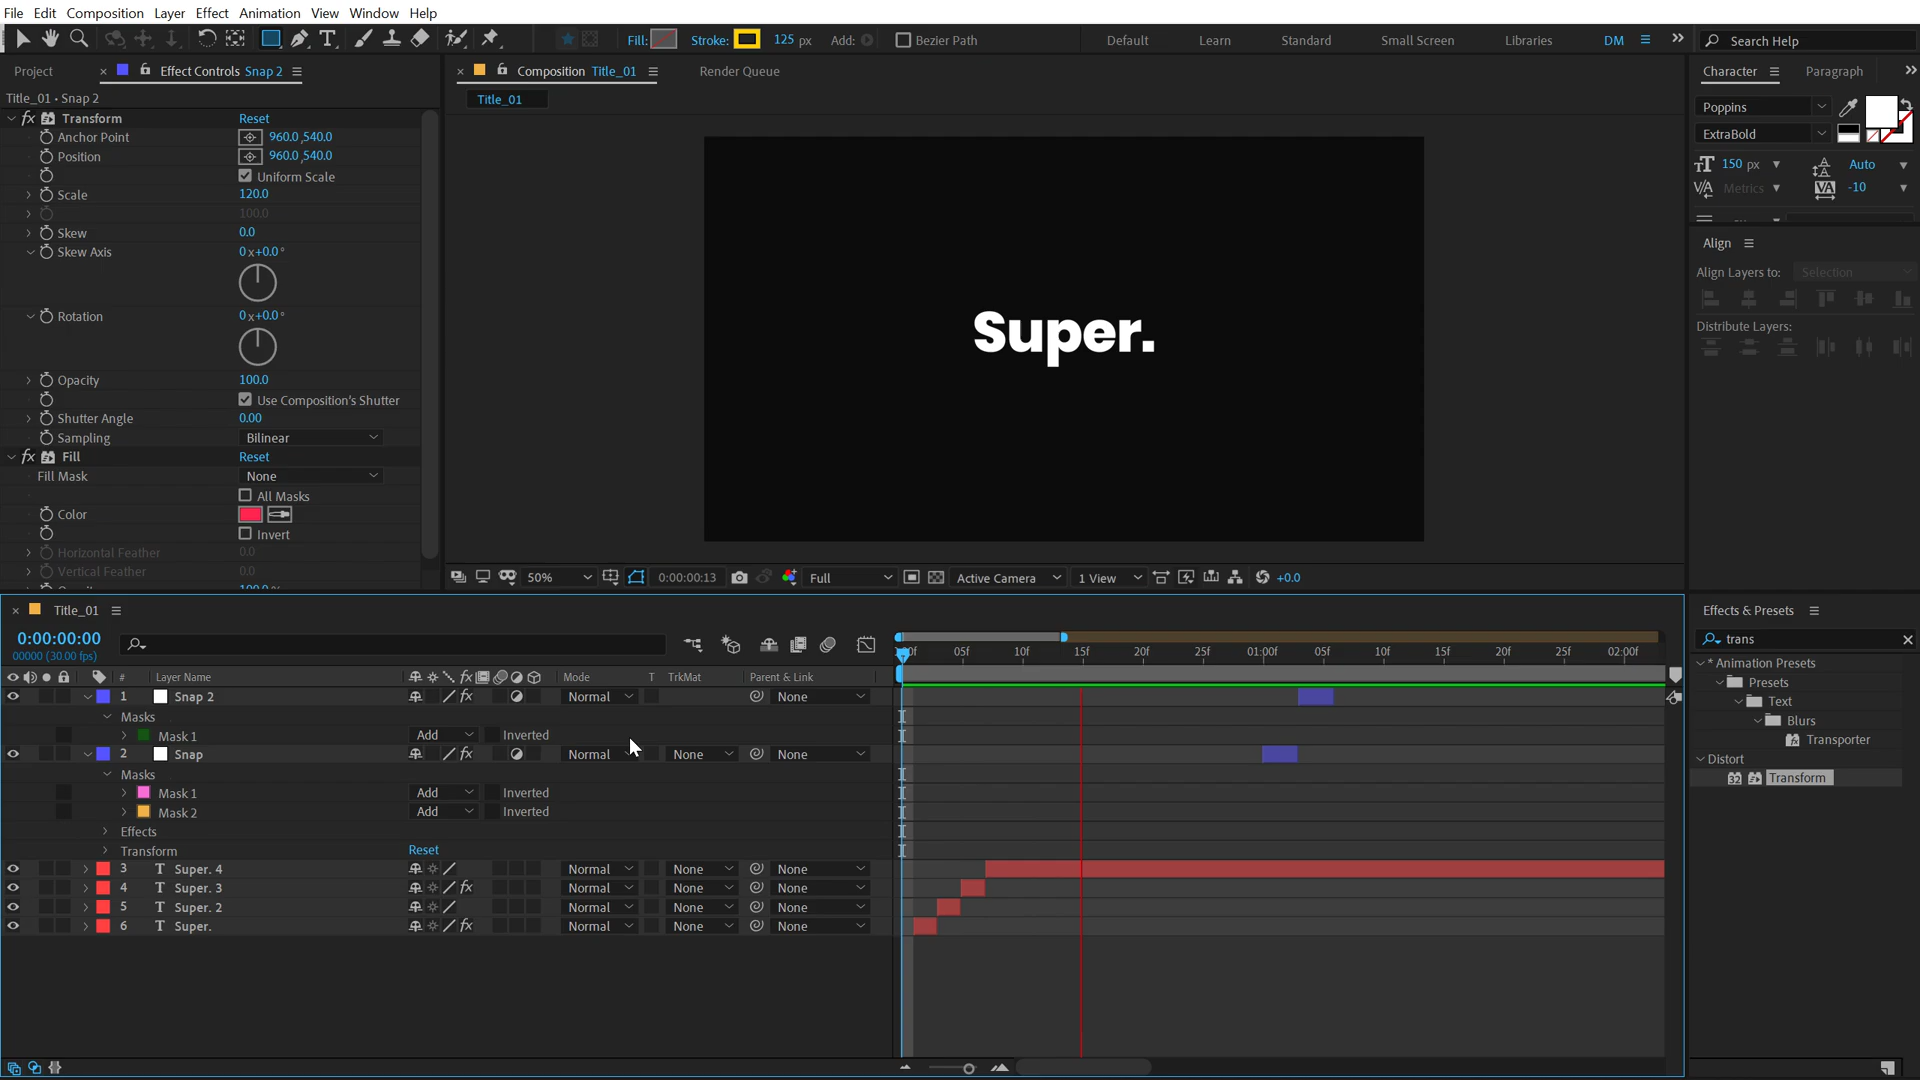 File Edit Composition Layer Effect Animation View Window Help
Fill: Stroke: 125 px Add: Bezier Path Default Learn Standard Small Screen Libraries DM Search Help
Project Effect Controls Snap 2 Composition Title_01 Render Queue Character Paragraph
Title_01 • Snap 2
Title_01
fx Transform Reset
Anchor Point 960.0,540.0
Position 960.0,540.0
Uniform Scale
Scale 120.0
100.0
Skew 0.0
Skew Axis 0x+0.0°
Rotation 0x+0.0°
Opacity 100.0
Use Composition's Shutter
Shutter Angle 0.00
Sampling Bilinear
fx Fill Reset
Fill Mask None
All Masks
Color
Invert
Horizontal Feather 0.0
Vertical Feather 0.0
Super.
50% 0:00:00:13 Full Active Camera 1 View +0.0
Poppins
ExtraBold
150 px Auto
Metrics -10
Align
Align Layers to: Selection
Distribute Layers:
Effects & Presets
trans
* Animation Presets
Presets
Text
Blurs
Transporter
Distort
32 Transform
Title_01
0:00:00:00
00000 (30.00 fps)
05f 10f 15f 20f 25f 01:00f 05f 10f 15f 20f 25f 02:00f
# Layer Name fx Mode T TrkMat Parent & Link
1 Snap 2 fx Normal None
Masks
Mask 1 Add Inverted
2 Snap fx Normal None None
Masks
Mask 1 Add Inverted
Mask 2 Add Inverted
Effects
Transform Reset
3 T Super. 4 Normal None None
4 T Super. 3 fx Normal None None
5 T Super. 2 Normal None None
6 T Super. fx Normal None None